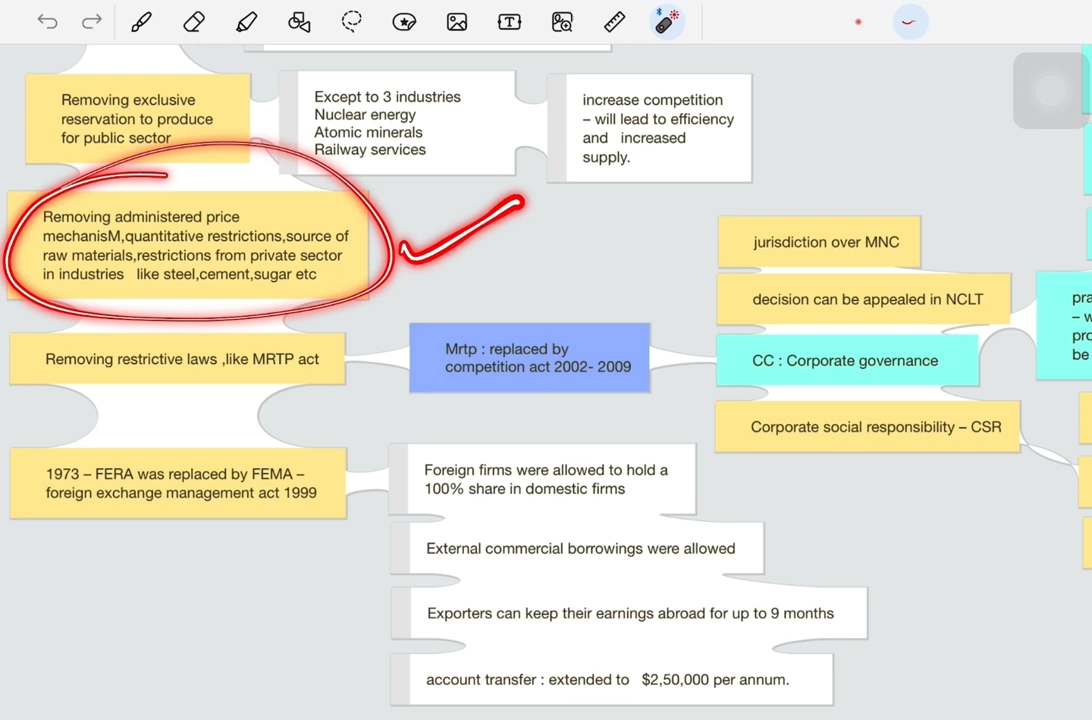 Removing exclusive
reservation to produce
for public sector
Except to 3 industries
Nuclear energy
Atomic minerals
Railway services
increase competition
– will lead to efficiency
and increased
supply.
Removing administered price
mechanisM,quantitative restrictions,source of
raw materials,restrictions from private sector
in industries like steel,cement,sugar etc
Removing restrictive laws ,like MRTP act
Mrtp : replaced by
competition act 2002- 2009
jurisdiction over MNC
decision can be appealed in NCLT
CC : Corporate governance
Corporate social responsibility – CSR
1973 – FERA was replaced by FEMA –
foreign exchange management act 1999
Foreign firms were allowed to hold a
100% share in domestic firms
External commercial borrowings were allowed
Exporters can keep their earnings abroad for up to 9 months
account transfer : extended to $2,50,000 per annum.